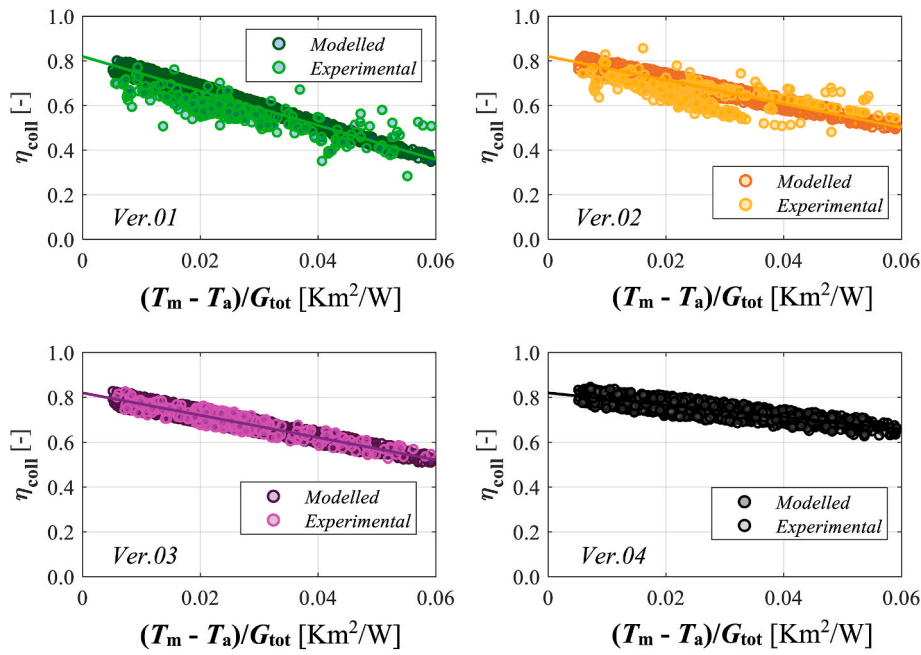 1.0
0.8
0.6
0.4
0.2
0.0
η_coll [-]
Modelled
Experimental
Ver.01
0 0.02 0.04 0.06
(T_m - T_a)/G_tot [Km²/W]
1.0
0.8
0.6
0.4
0.2
0.0
η_coll [-]
Modelled
Experimental
Ver.02
0 0.02 0.04 0.06
(T_m - T_a)/G_tot [Km²/W]
1.0
0.8
0.6
0.4
0.2
0.0
η_coll [-]
Modelled
Experimental
Ver.03
0 0.02 0.04 0.06
(T_m - T_a)/G_tot [Km²/W]
1.0
0.8
0.6
0.4
0.2
0.0
η_coll [-]
Modelled
Experimental
Ver.04
0 0.02 0.04 0.06
(T_m - T_a)/G_tot [Km²/W]